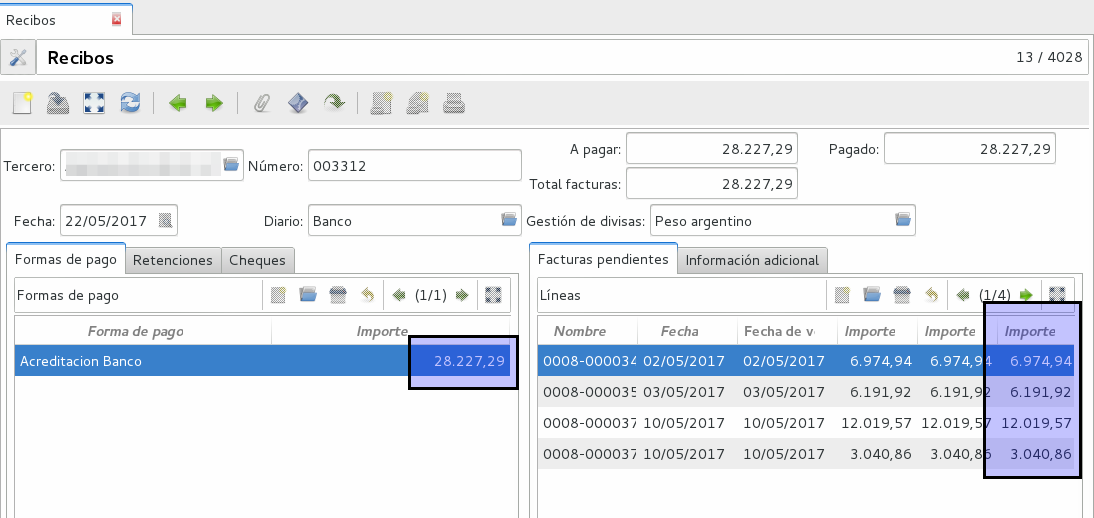 Recibos
Recibos 13 / 4028
A pagar: 28.227,29 Pagado: 28.227,29
Tercero: Número: 003312
Total facturas: 28.227,29
Fecha: 22/05/2017 Diario: Banco Gestión de divisas: Peso argentino
Formas de pago Retenciones Cheques
Formas de pago (1/1)
Forma de pago Importe
Acreditacion Banco 28.227,29
Facturas pendientes Información adicional
Líneas (1/4)
Nombre Fecha Fecha de v Importe Importe Importe
0008-000034 02/05/2017 02/05/2017 6.974,94 6.974,94 6.974,94
0008-000035 03/05/2017 03/05/2017 6.191,92 6.191,92 6.191,92
0008-000037 10/05/2017 10/05/2017 12.019,57 12.019,57 12.019,57
0008-000037 10/05/2017 10/05/2017 3.040,86 3.040,86 3.040,86